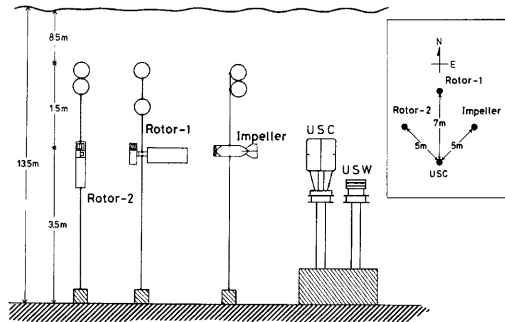 8.5m
1.5m
13.5m
3.5m
Rotor-2
Rotor-1
Impeller
USC
USW
N
E
Rotor-1
Rotor-2
Impeller
7m
5m
5m
USC